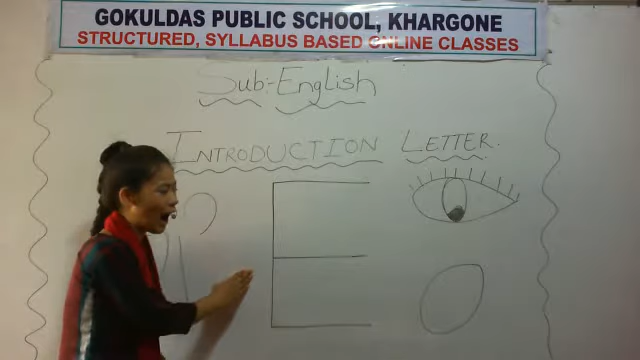 GOKULDAS PUBLIC SCHOOL, KHARGONE
STRUCTURED, SYLLABUS BASED ONLINE CLASSES
Sub:- English
INTRODUCTION LETTER.
E